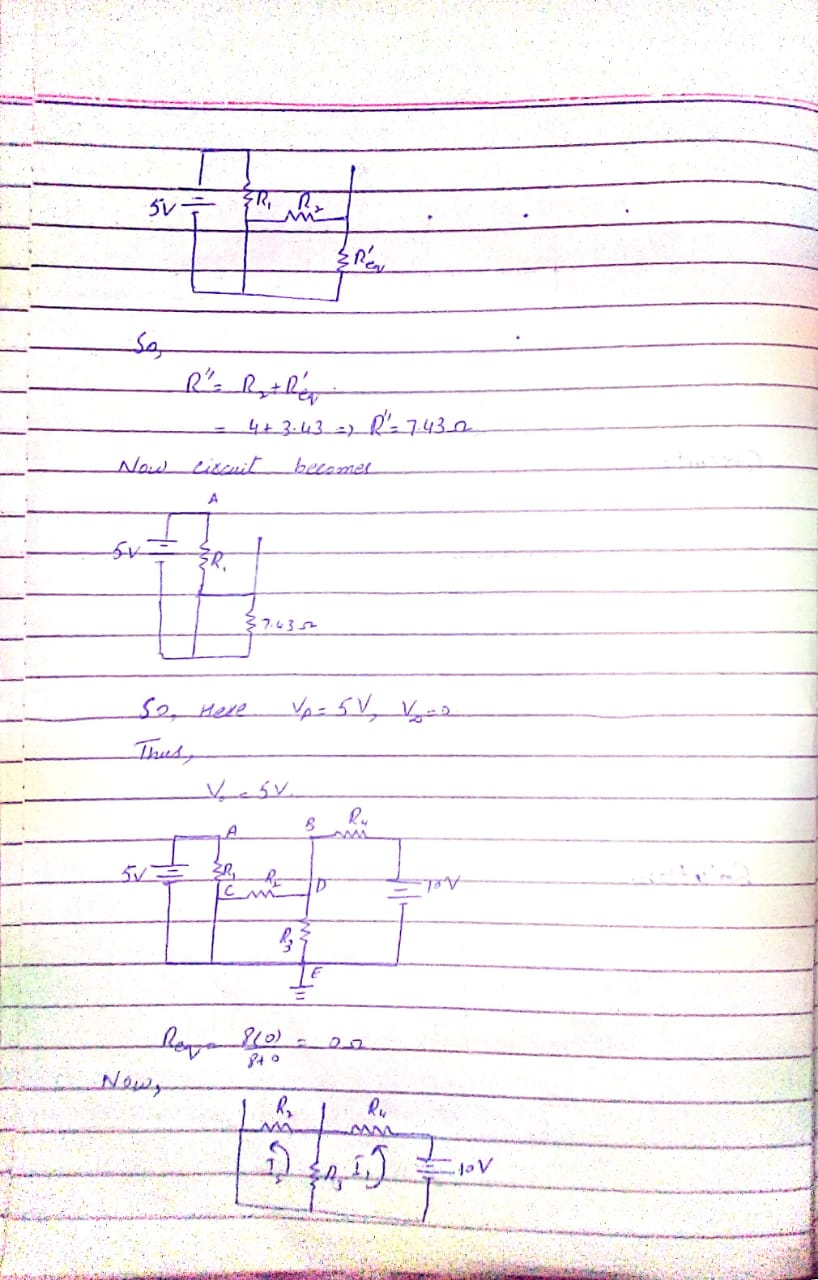 5V R₁ R₂
R'eq
So,
R'' = R₂ + R'eq
= 4 + 3.43 => R'' = 7.43 Ω
Now circuit becomes
A
5V R₁
7.43 Ω
So, Here V_A = 5V, = 0
Thus,
= 5V
A B R₄
5V R₁ C R₂ D 10V
R₃
E
Req = 8(0)/8+0 = 0Ω
Now,
R₂ R₄
I₂ R₃ I₁ 10V